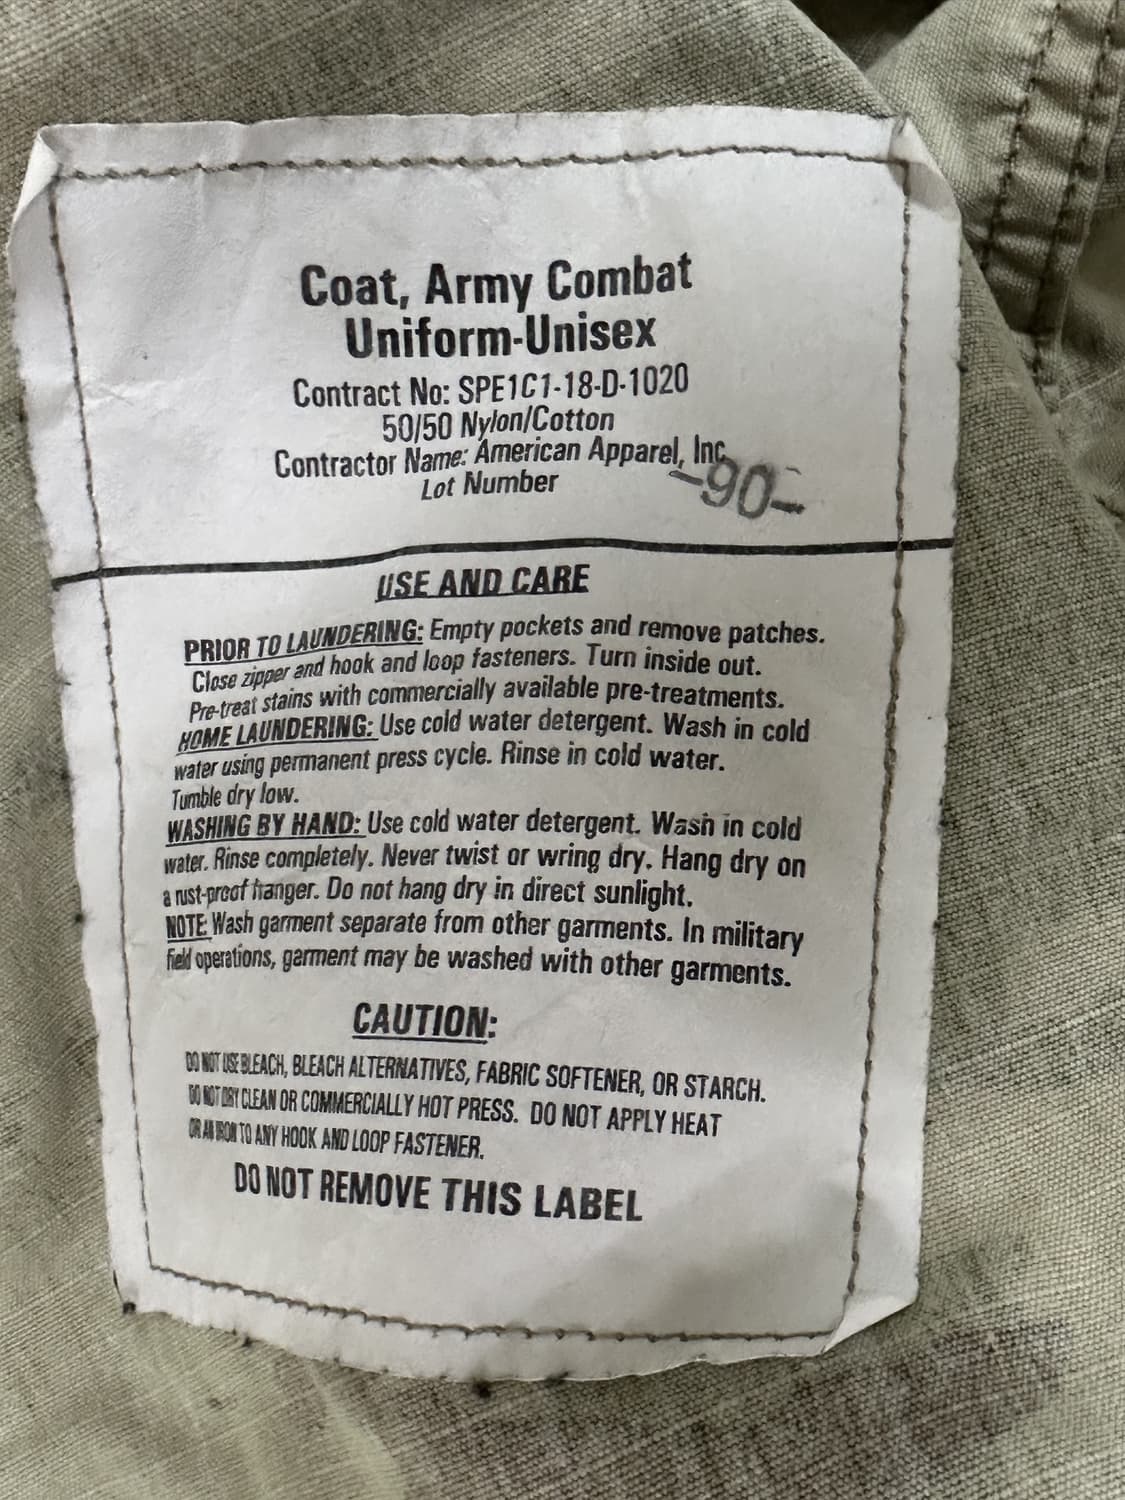 Coat, Army Combat
Uniform-Unisex
Contract No: SPE1C1-18-D-1020
50/50 Nylon/Cotton
Contractor Name: American Apparel, Inc
Lot Number -90-
USE AND CARE
PRIOR TO LAUNDERING: Empty pockets and remove patches.
Close zipper and hook and loop fasteners. Turn inside out.
Pre-treat stains with commercially available pre-treatments.
HOME LAUNDERING: Use cold water detergent. Wash in cold
water using permanent press cycle. Rinse in cold water.
Tumble dry low.
WASHING BY HAND: Use cold water detergent. Wash in cold
water. Rinse completely. Never twist or wring dry. Hang dry on
a rust-proof hanger. Do not hang dry in direct sunlight.
NOTE: Wash garment separate from other garments. In military
field operations, garment may be washed with other garments.
CAUTION:
DO NOT USE BLEACH, BLEACH ALTERNATIVES, FABRIC SOFTENER, OR STARCH.
DO NOT DRY CLEAN OR COMMERCIALLY HOT PRESS. DO NOT APPLY HEAT
OR AN IRON TO ANY HOOK AND LOOP FASTENER.
DO NOT REMOVE THIS LABEL